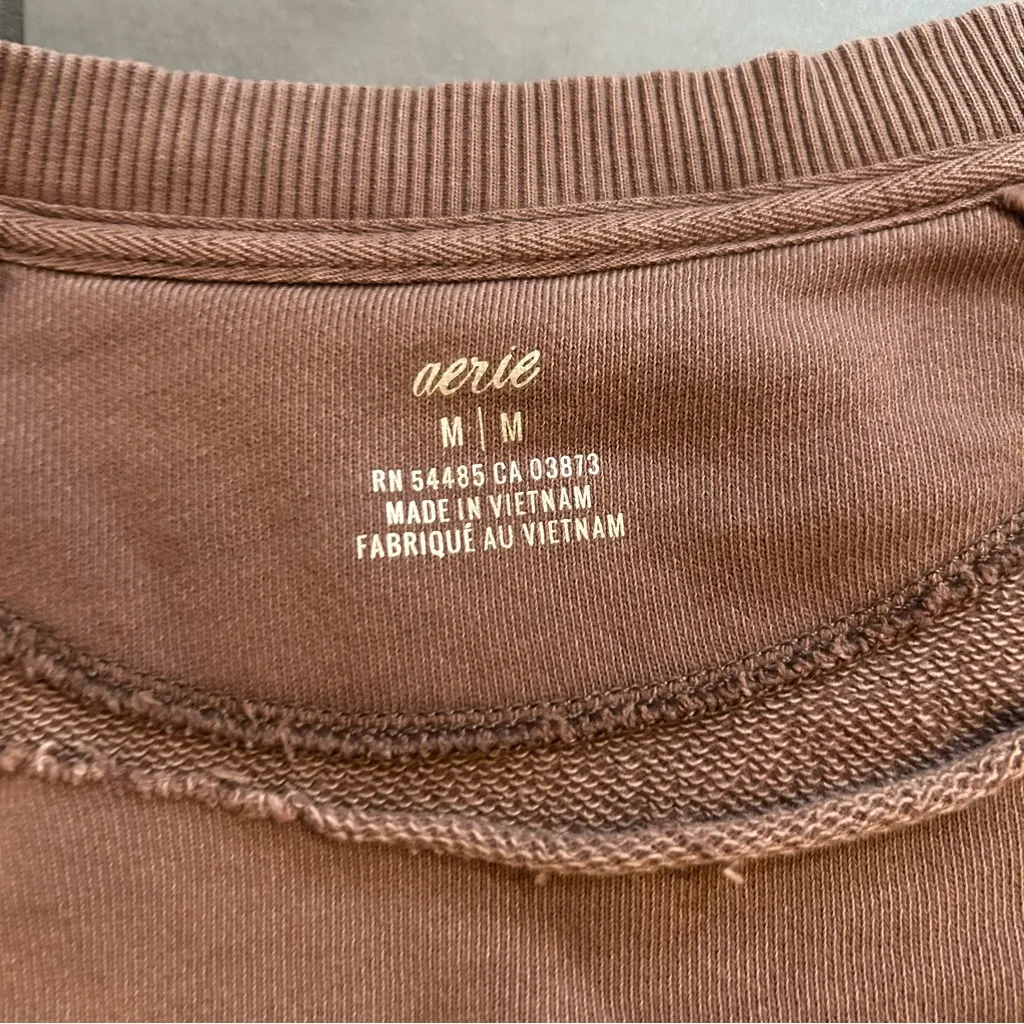 aerie
M | M
RN 54485 CA 03873
MADE IN VIETNAM
FABRIQUÉ AU VIETNAM